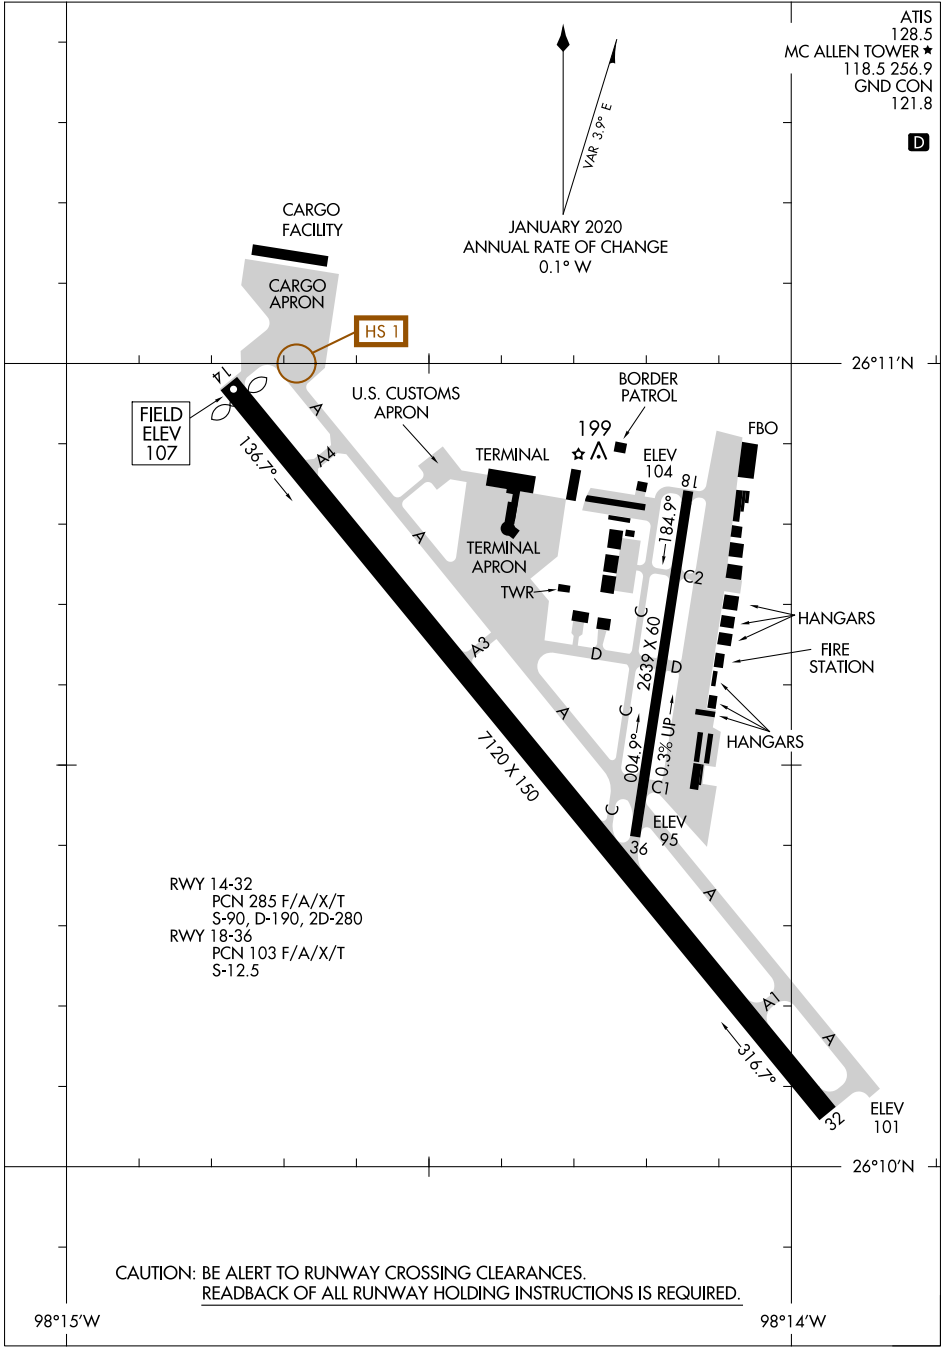 ATIS
128.5
MC ALLEN TOWER ★
118.5 256.9
GND CON
121.8
D
VAR 3.9° E
JANUARY 2020
ANNUAL RATE OF CHANGE
0.1° W
CARGO
FACILITY
CARGO
APRON
HS 1
26°11'N
14
FIELD
ELEV
107
136.7°
A
A4
U.S. CUSTOMS
APRON
BORDER
PATROL
199
TERMINAL
ELEV
104
FBO
18
184.9°
A
TERMINAL
APRON
TWR
C2
C
HANGARS
2639 X 60
A3
D
D
FIRE
STATION
A
C
004.9°
0.3% UP
HANGARS
7120 X 150
C
C1
ELEV
95
36
A
RWY 14-32
PCN 285 F/A/X/T
S-90, D-190, 2D-280
RWY 18-36
PCN 103 F/A/X/T
S-12.5
A1
A
316.7°
32
ELEV
101
26°10'N
CAUTION: BE ALERT TO RUNWAY CROSSING CLEARANCES.
READBACK OF ALL RUNWAY HOLDING INSTRUCTIONS IS REQUIRED.
98°15'W
98°14'W